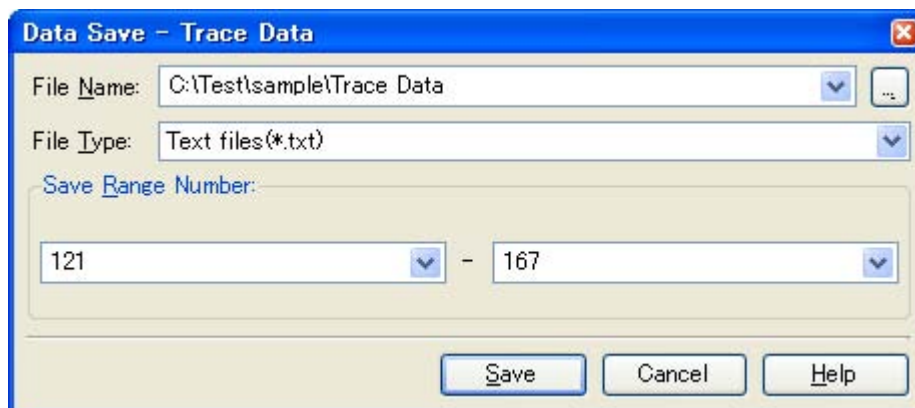 Data Save - Trace Data
File Name: C:\Test\sample\Trace Data ...
File Type: Text files(*.txt)
Save Range Number:
121 - 167
Save Cancel Help